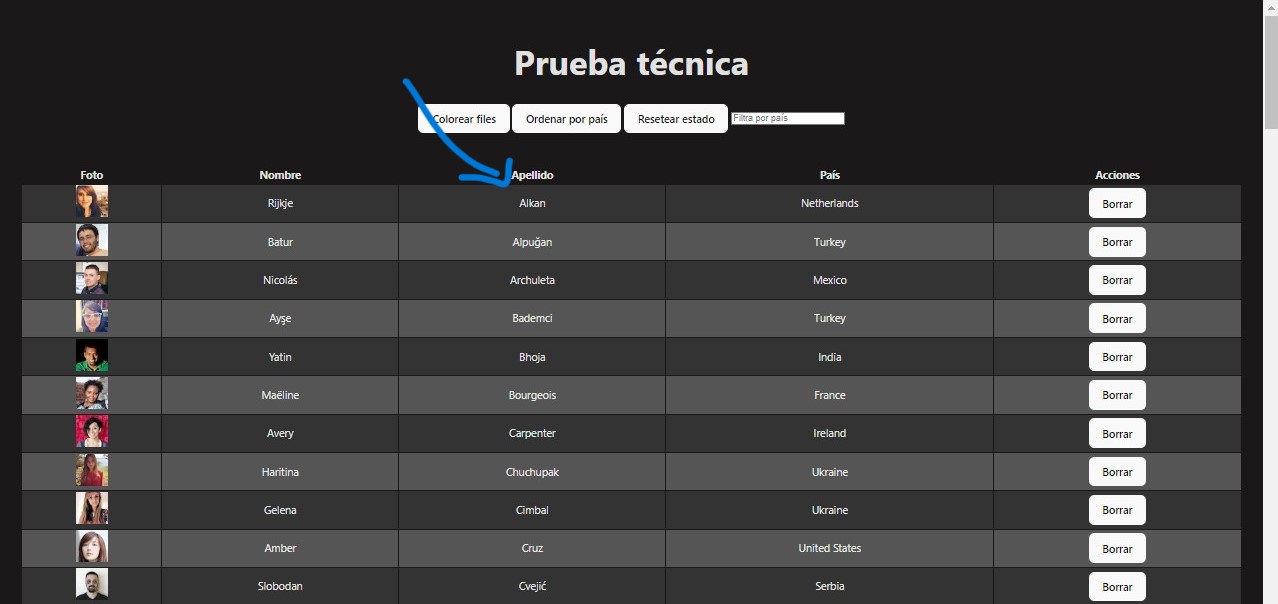 Prueba técnica
Colorear files Ordenar por país Resetear estado Filtra por país
Foto Nombre Apellido País Acciones
Rijkje Alkan Netherlands Borrar
Batur Alpuğan Turkey Borrar
Nicolás Archuleta Mexico Borrar
Ayşe Bademci Turkey Borrar
Yatin Bhoja India Borrar
Maëline Bourgeois France Borrar
Avery Carpenter Ireland Borrar
Haritina Chuchupak Ukraine Borrar
Gelena Cimbal Ukraine Borrar
Amber Cruz United States Borrar
Slobodan Cvejić Serbia Borrar